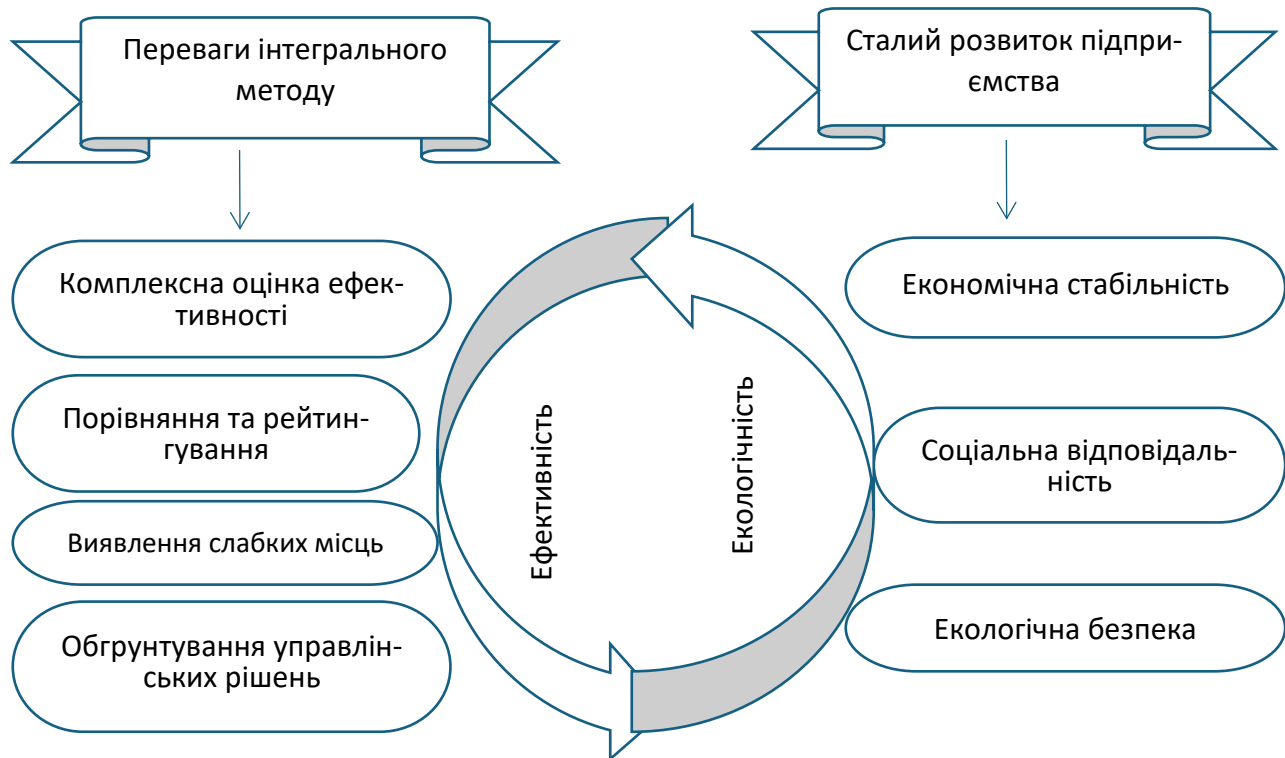 Переваги інтегрального
методу
Сталий розвиток підпри-
ємства
Комплексна оцінка ефек-
тивності
Порівняння та рейтин-
гування
Виявлення слабких місць
Обгрунтування управлін-
ських рішень
Ефективність
Екологічність
Економічна стабільність
Соціальна відповідаль-
ність
Екологічна безпека